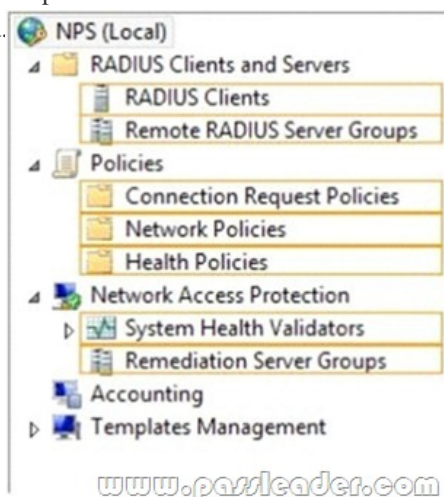 NPS (Local)
RADIUS Clients and Servers
RADIUS Clients
Remote RADIUS Server Groups
Policies
Connection Request Policies
Network Policies
Health Policies
Network Access Protection
System Health Validators
Remediation Server Groups
Accounting
Templates Management
www.passleader.com